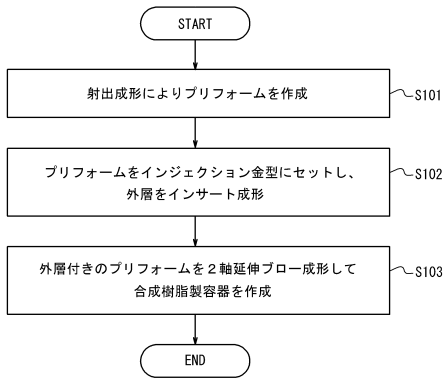 START
射出成形によりプリフォームを作成
S101
プリフォームをインジェクション金型にセットし、
外層をインサート成形
S102
外層付きのプリフォームを2軸延伸ブロー成形して
合成樹脂製容器を作成
S103
END